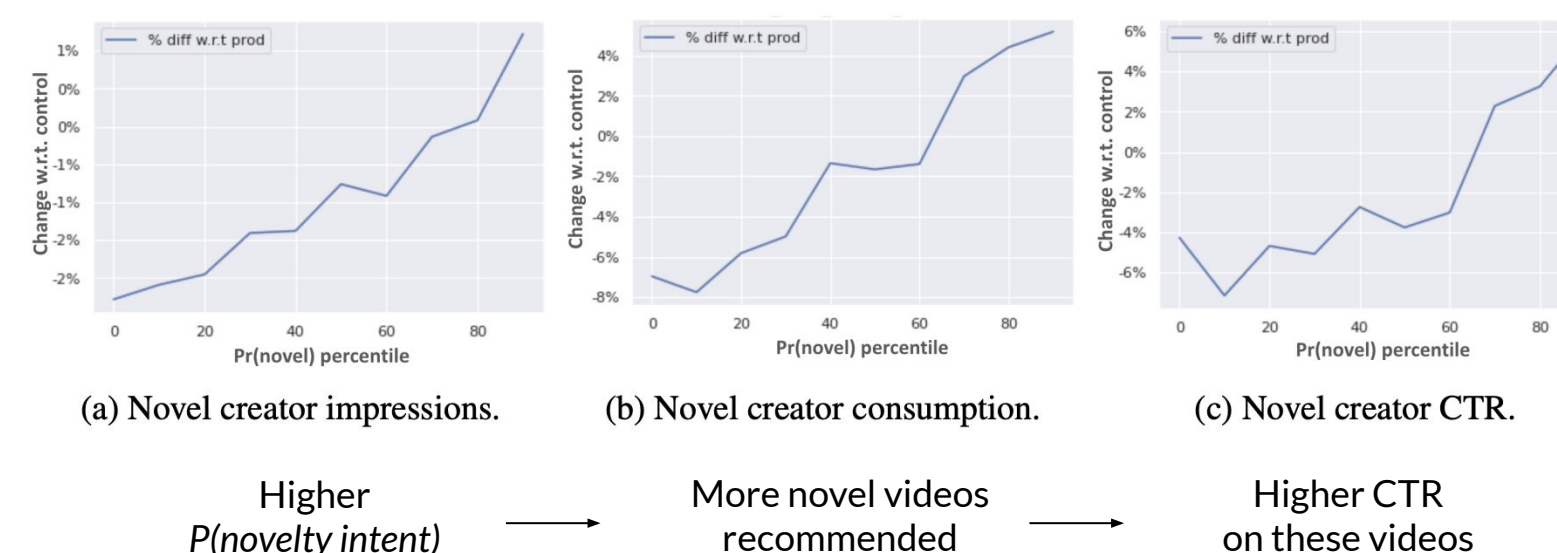 % diff w.r.t prod
1%
0%
0%
-1%
-1%
-2%
-2%
Change w.r.t. control
0 20 40 60 80
Pr(novel) percentile
(a) Novel creator impressions.
% diff w.r.t prod
4%
2%
0%
-2%
-4%
-6%
-8%
Change w.r.t. control
0 20 40 60 80
Pr(novel) percentile
(b) Novel creator consumption.
% diff w.r.t prod
6%
4%
2%
0%
-2%
-4%
-6%
Change w.r.t. control
0 20 40 60 80
Pr(novel) percentile
(c) Novel creator CTR.
Higher
P(novelty intent)
More novel videos
recommended
Higher CTR
on these videos